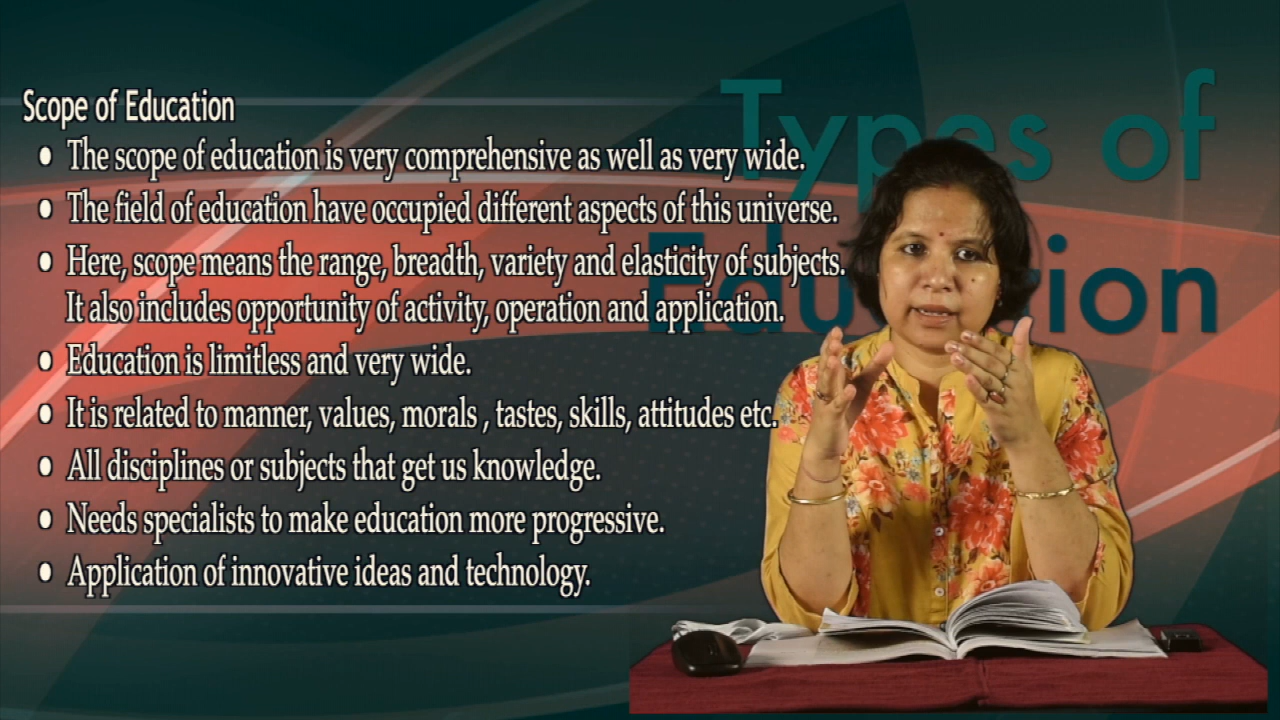 Scope of Education
• The scope of education is very comprehensive as well as very wide.
• The field of education have occupied different aspects of this universe.
• Here, scope means the range, breadth, variety and elasticity of subjects.
It also includes opportunity of activity, operation and application.
• Education is limitless and very wide.
• It is related to manner, values, morals , tastes, skills, attitudes etc.
• All disciplines or subjects that get us knowledge.
• Needs specialists to make education more progressive.
• Application of innovative ideas and technology.
Types of
Education